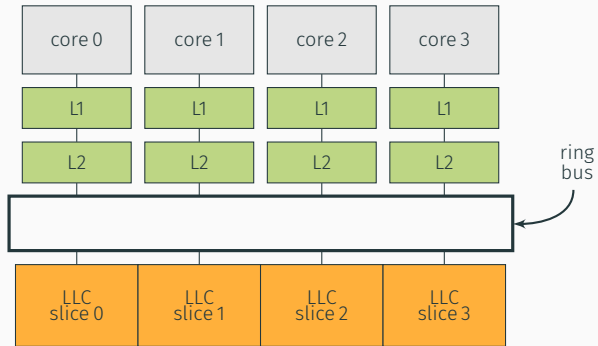 core 0 core 1 core 2 core 3
L1 L1 L1 L1
L2 L2 L2 L2
ring
bus
LLC LLC LLC LLC
slice 0 slice 1 slice 2 slice 3